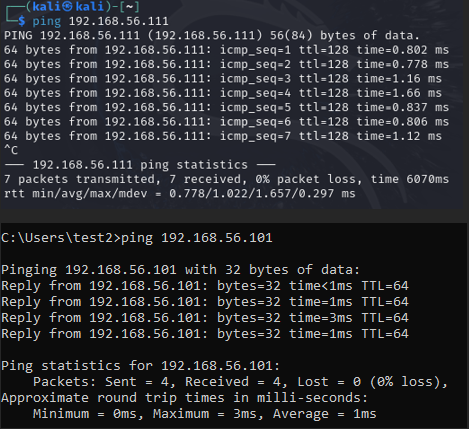 ┌──(kali㉿kali)-[~]
└─$ ping 192.168.56.111
PING 192.168.56.111 (192.168.56.111) 56(84) bytes of data.
64 bytes from 192.168.56.111: icmp_seq=1 ttl=128 time=0.802 ms
64 bytes from 192.168.56.111: icmp_seq=2 ttl=128 time=0.778 ms
64 bytes from 192.168.56.111: icmp_seq=3 ttl=128 time=1.16 ms
64 bytes from 192.168.56.111: icmp_seq=4 ttl=128 time=1.66 ms
64 bytes from 192.168.56.111: icmp_seq=5 ttl=128 time=0.837 ms
64 bytes from 192.168.56.111: icmp_seq=6 ttl=128 time=0.806 ms
64 bytes from 192.168.56.111: icmp_seq=7 ttl=128 time=1.12 ms
^C
--- 192.168.56.111 ping statistics ---
7 packets transmitted, 7 received, 0% packet loss, time 6070ms
rtt min/avg/max/mdev = 0.778/1.022/1.657/0.297 ms
C:\Users\test2>ping 192.168.56.101
Pinging 192.168.56.101 with 32 bytes of data:
Reply from 192.168.56.101: bytes=32 time<1ms TTL=64
Reply from 192.168.56.101: bytes=32 time=1ms TTL=64
Reply from 192.168.56.101: bytes=32 time=3ms TTL=64
Reply from 192.168.56.101: bytes=32 time=1ms TTL=64
Ping statistics for 192.168.56.101:
    Packets: Sent = 4, Received = 4, Lost = 0 (0% loss),
Approximate round trip times in milli-seconds:
    Minimum = 0ms, Maximum = 3ms, Average = 1ms